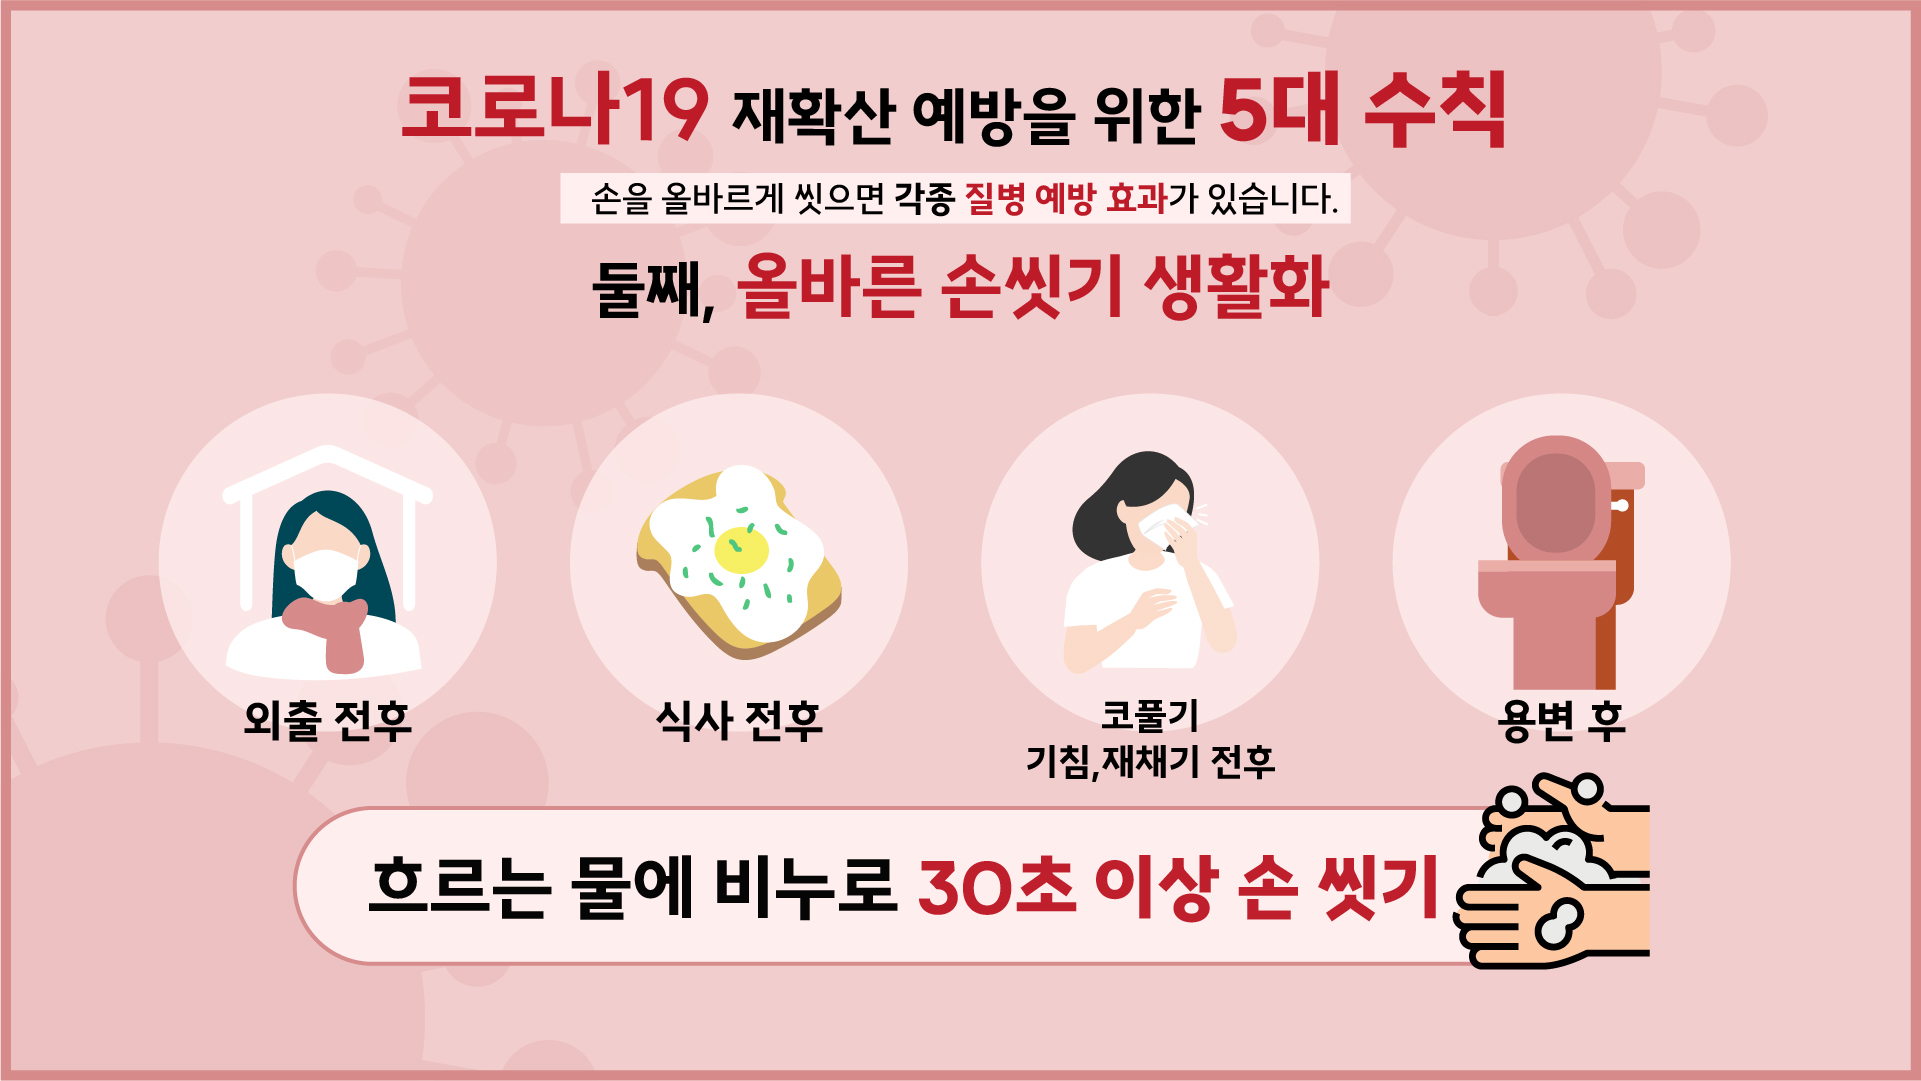 코로나19 재확산 예방을 위한 5대 수칙
손을 올바르게 씻으면 각종 질병 예방 효과가 있습니다.
둘째, 올바른 손씻기 생활화
외출 전후
식사 전후
코풀기
기침,재채기 전후
용변 후
흐르는 물에 비누로 30초 이상 손 씻기